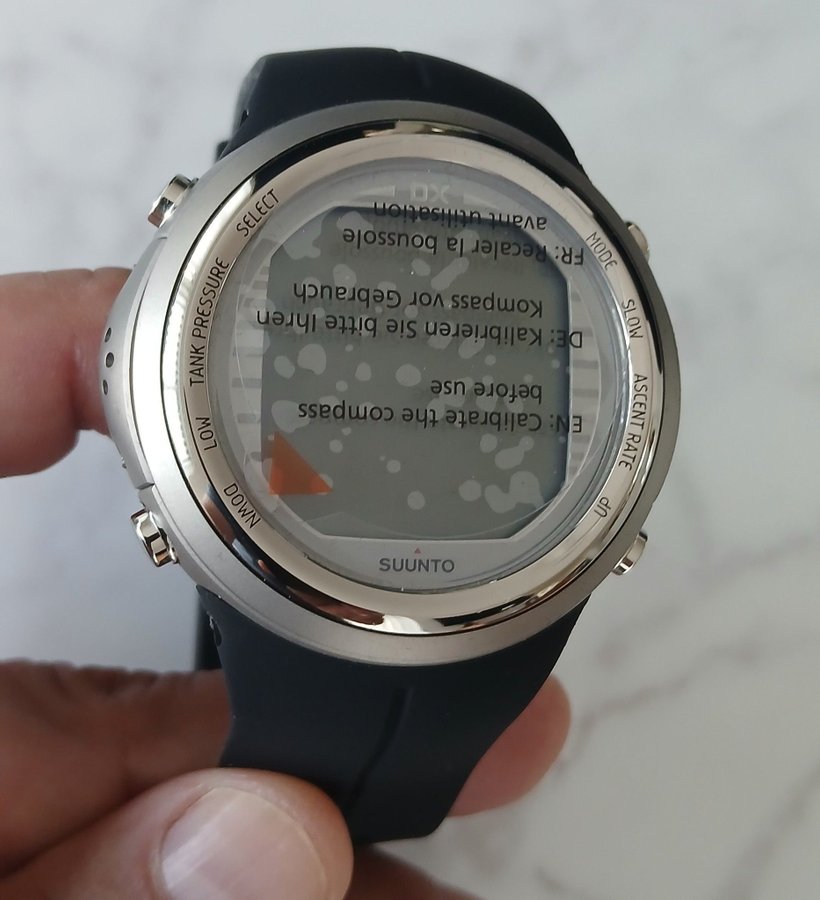 SELECT
MODE
TANK PRESSURE
SLOW
ASCENT RATE
LOW
DOWN
UP
EN: Calibrate the compass
before use
DE: Kalibrieren Sie bitte Ihren
Kompass vor Gebrauch
FR: Recaler la boussole
avant utilisation
SUUNTO